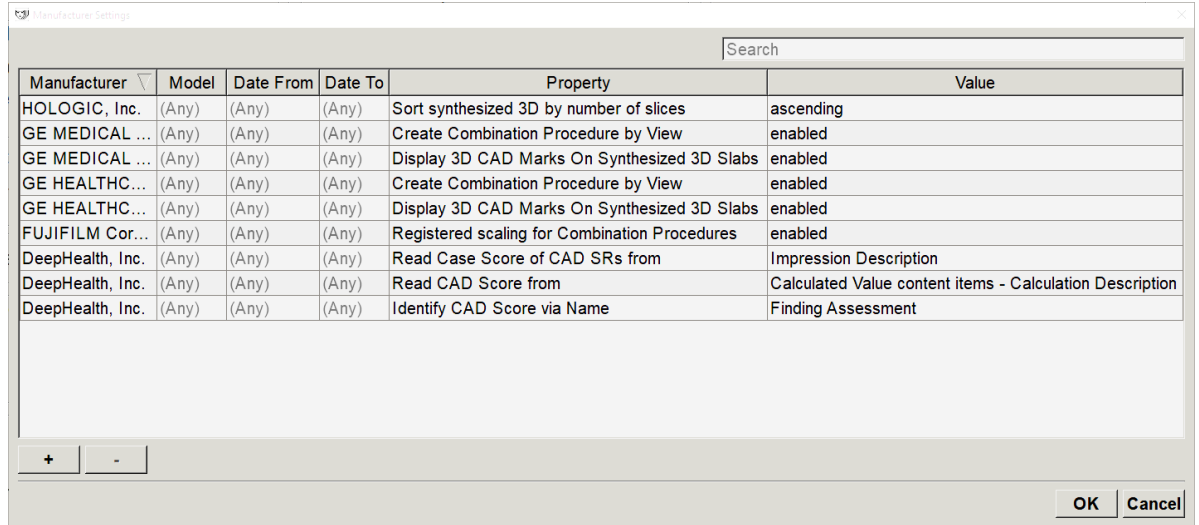 Manufacturer Settings
Search
Manufacturer Model Date From Date To Property Value
HOLOGIC, Inc. (Any) (Any) (Any) Sort synthesized 3D by number of slices ascending
GE MEDICAL ... (Any) (Any) (Any) Create Combination Procedure by View enabled
GE MEDICAL ... (Any) (Any) (Any) Display 3D CAD Marks On Synthesized 3D Slabs enabled
GE HEALTHC... (Any) (Any) (Any) Create Combination Procedure by View enabled
GE HEALTHC... (Any) (Any) (Any) Display 3D CAD Marks On Synthesized 3D Slabs enabled
FUJIFILM Cor... (Any) (Any) (Any) Registered scaling for Combination Procedures enabled
DeepHealth, Inc. (Any) (Any) (Any) Read Case Score of CAD SRs from Impression Description
DeepHealth, Inc. (Any) (Any) (Any) Read CAD Score from Calculated Value content items - Calculation Description
DeepHealth, Inc. (Any) (Any) (Any) Identify CAD Score via Name Finding Assessment
+ -
OK Cancel